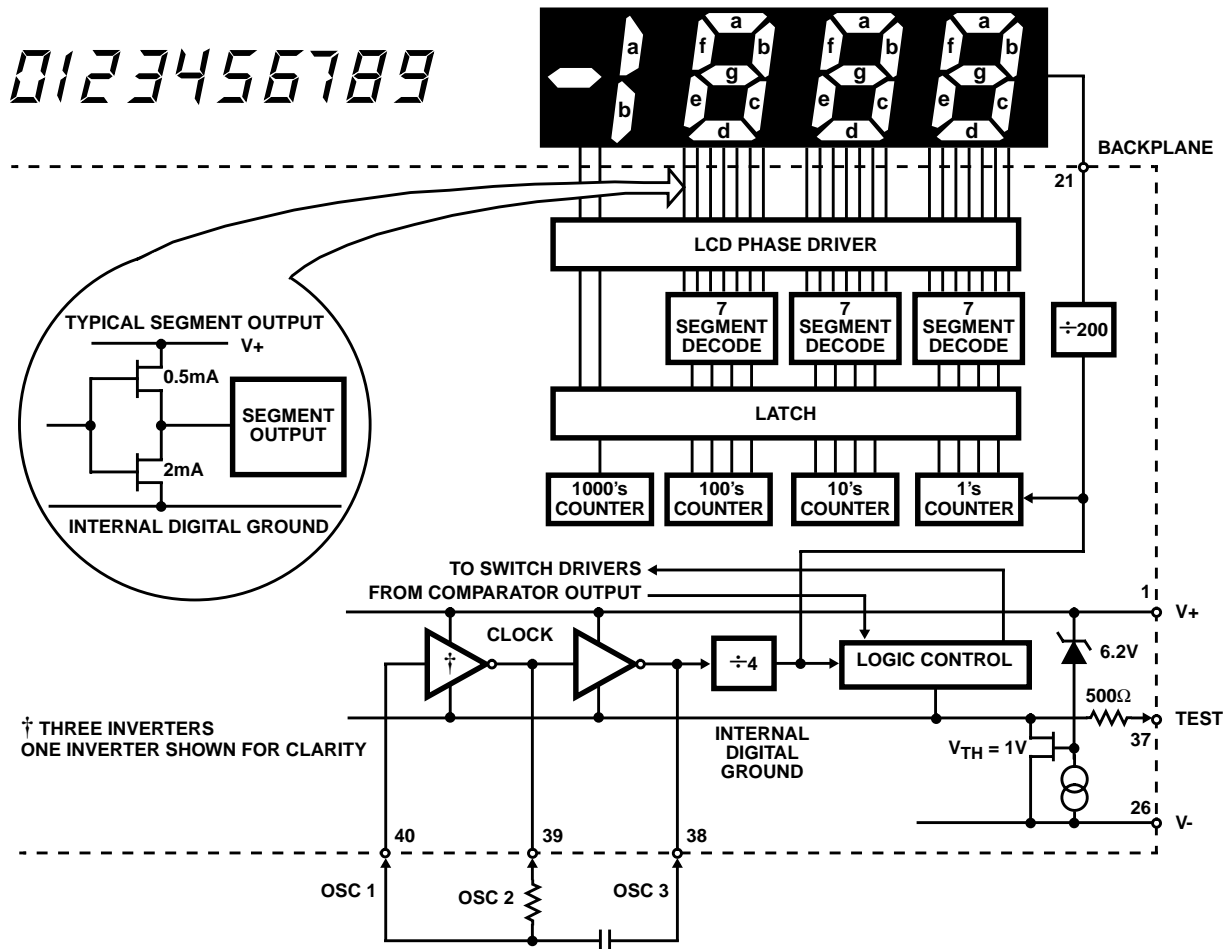 0123456789
a
b
a
f
b
g
e
c
d
a
f
b
g
e
c
d
a
f
b
g
e
c
d
BACKPLANE
21
LCD PHASE DRIVER
7
SEGMENT
DECODE
7
SEGMENT
DECODE
7
SEGMENT
DECODE
÷200
TYPICAL SEGMENT OUTPUT
V+
0.5mA
SEGMENT
OUTPUT
2mA
INTERNAL DIGITAL GROUND
LATCH
1000's
COUNTER
100's
COUNTER
10's
COUNTER
1's
COUNTER
TO SWITCH DRIVERS
FROM COMPARATOR OUTPUT
1
V+
CLOCK
†
÷4
LOGIC CONTROL
6.2V
500Ω
TEST
37
† THREE INVERTERS
ONE INVERTER SHOWN FOR CLARITY
INTERNAL
DIGITAL
GROUND
VTH = 1V
26
V-
40
39
38
OSC 1
OSC 2
OSC 3